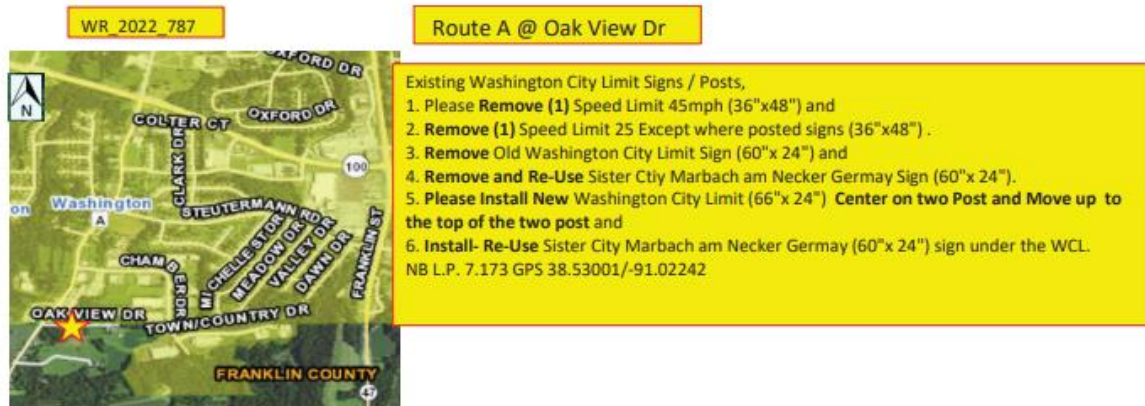 WR_2022_787
Route A @ Oak View Dr
Existing Washington City Limit Signs / Posts,
1. Please Remove (1) Speed Limit 45mph (36"x48") and
2. Remove (1) Speed Limit 25 Except where posted signs (36"x48") .
3. Remove Old Washington City Limit Sign (60"x 24") and
4. Remove and Re-Use Sister Ctiy Marbach am Necker Germay Sign (60"x 24").
5. Please Install New Washington City Limit (66"x 24") Center on two Post and Move up to
the top of the two post and
6. Install- Re-Use Sister City Marbach am Necker Germay (60"x 24") sign under the WCL.
NB L.P. 7.173 GPS 38.53001/-91.02242
N
OXFORD DR
OXFORD DR
COLTER CT
CLARK DR
100
on
Washington
A
STEUTERMANN RD
MICHELLE ST DR
MEADOW DR
VALLEY DR
DAWN DR
FRANKLIN ST
CHAMBER DR
OAK VIEW DR
TOWN/COUNTRY DR
FRANKLIN COUNTY
47